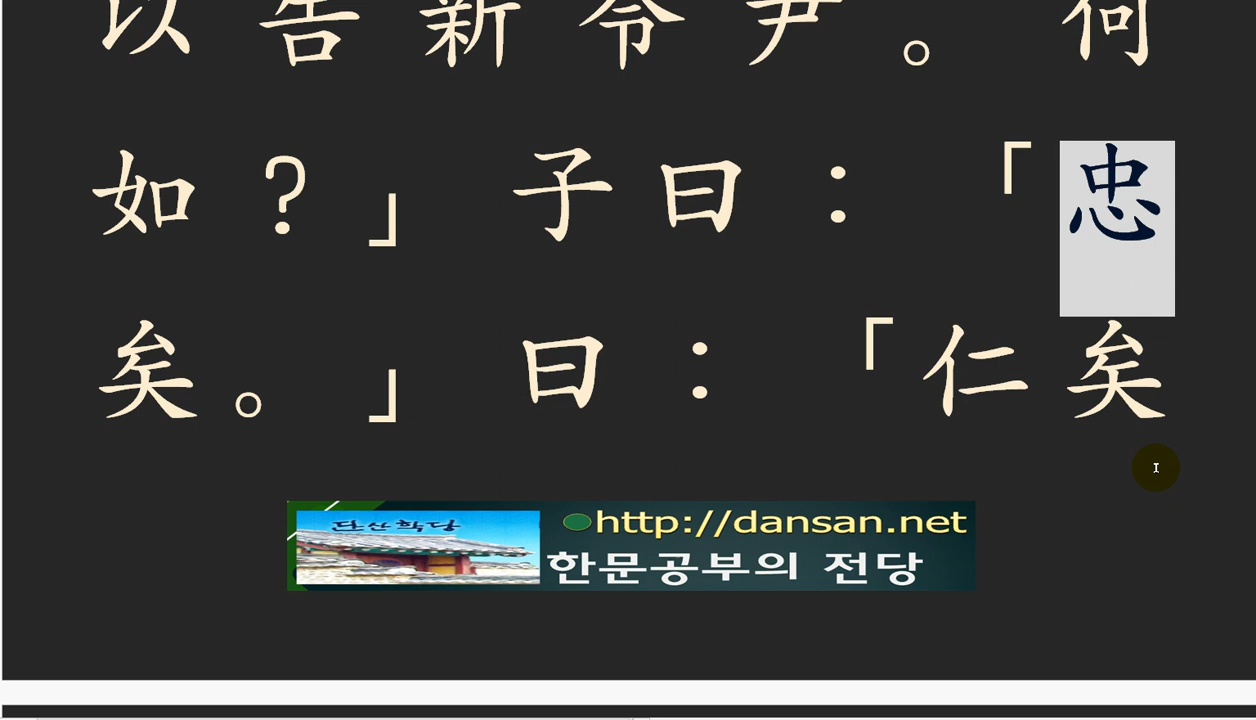 以告新令尹。何
如?」子曰:「忠
矣。」曰:「仁矣
단산학당
http://dansan.net
한문공부의 전당